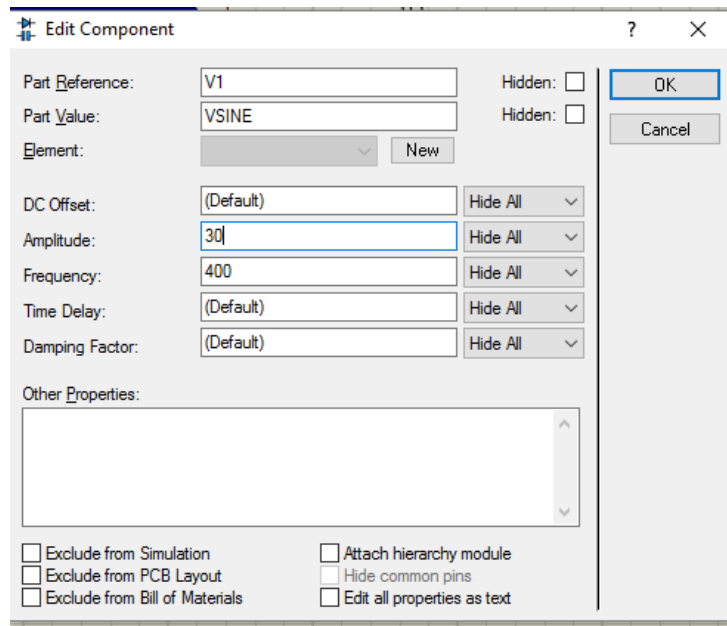 Edit Component ? X
Part Reference: V1 Hidden:
Part Value: VSINE Hidden:
Element: New
DC Offset: (Default) Hide All
Amplitude: 30 Hide All
Frequency: 400 Hide All
Time Delay: (Default) Hide All
Damping Factor: (Default) Hide All
Other Properties:
Exclude from Simulation Attach hierarchy module
Exclude from PCB Layout Hide common pins
Exclude from Bill of Materials Edit all properties as text
OK
Cancel